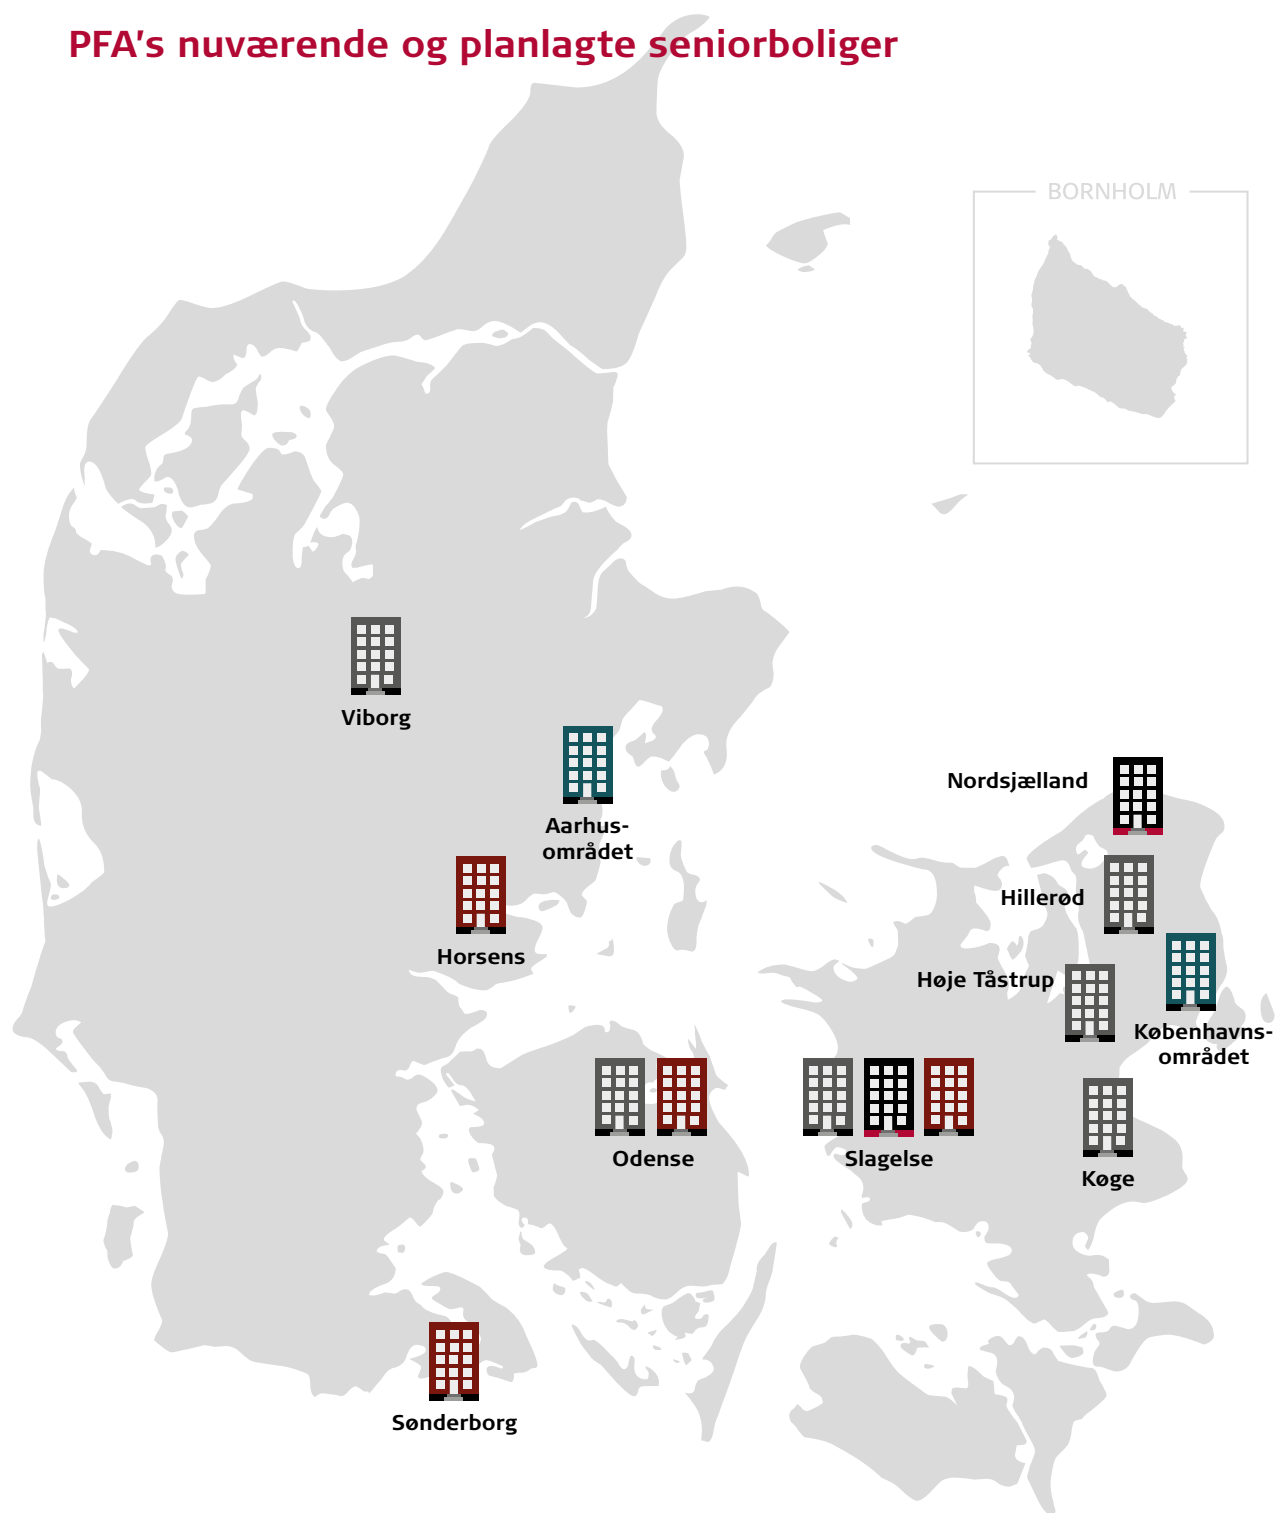 PFA's nuværende og planlagte seniorboliger
BORNHOLM
Viborg
Aarhus-
området
Nordsjælland
Hillerød
Horsens
Høje Tåstrup
Københavns-
området
Odense
Slagelse
Køge
Sønderborg